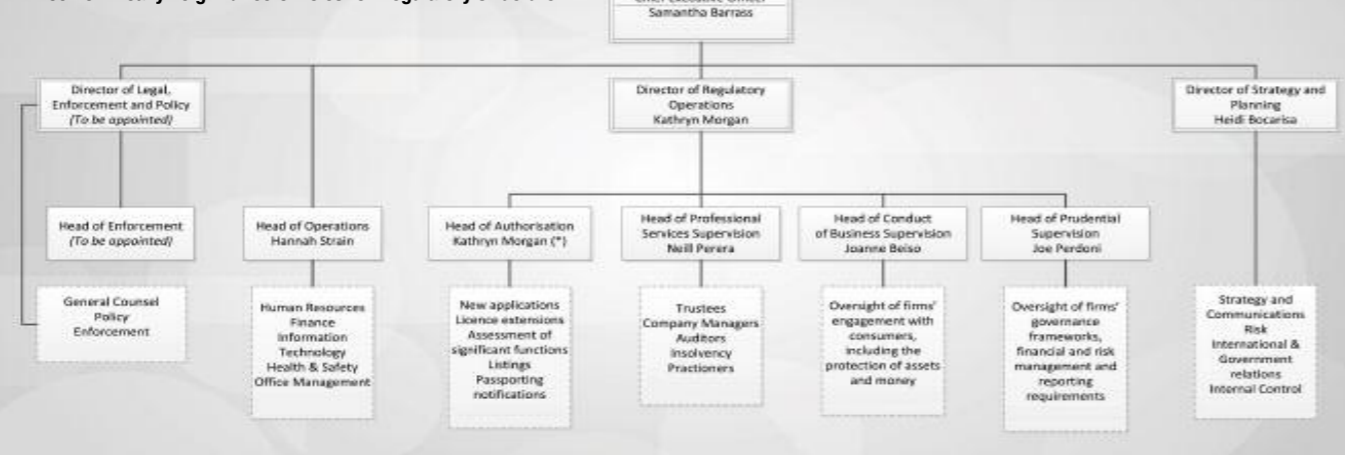 Samantha Barrass
Director of Legal,
Enforcement and Policy
(To be appointed)
Director of Regulatory
Operations
Kathryn Morgan
Director of Strategy and
Planning
Heidi Bocarisa
Head of Enforcement
(To be appointed)
Head of Operations
Hannah Strain
Head of Authorisation
Kathryn Morgan (*)
Head of Professional
Services Supervision
Neill Perera
Head of Conduct
of Business Supervision
Joanne Beiso
Head of Prudential
Supervision
Joe Perdoni
General Counsel
Policy
Enforcement
Human Resources
Finance
Information
Technology
Health & Safety
Office Management
New applications
Licence extensions
Assessment of
significant functions
Listings
Passporting
notifications
Trustees
Company Managers
Auditors
Insolvency
Practioners
Oversight of firms'
engagement with
consumers,
including the
protection of assets
and money
Oversight of firms'
governance
frameworks,
financial and risk
management and
reporting
requirements
Strategy and
Communications
Risk
International &
Government
relations
Internal Control